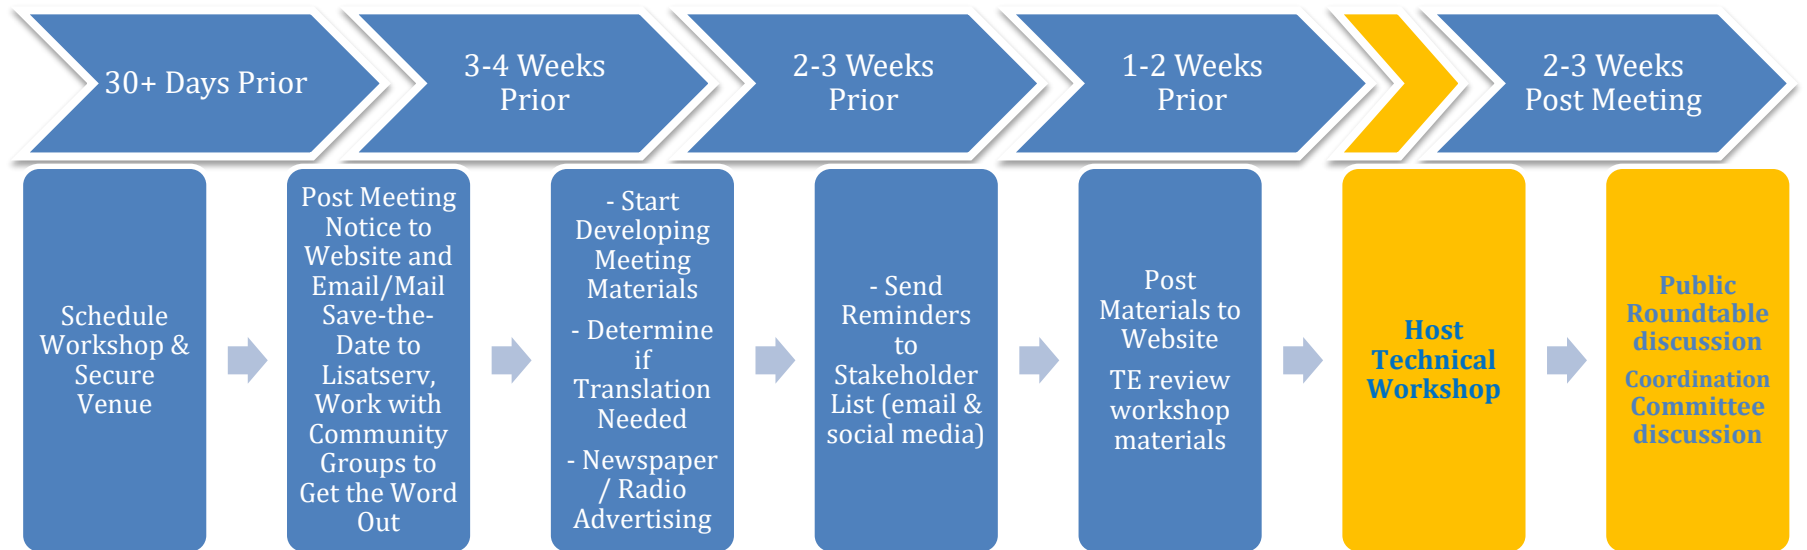 30+ Days Prior
3-4 Weeks
Prior
2-3 Weeks
Prior
1-2 Weeks
Prior
2-3 Weeks
Post Meeting
Schedule
Workshop &
Secure
Venue
Post Meeting
Notice to
Website and
Email/Mail
Save-the-
Date to
Lisatserv,
Work with
Community
Groups to
Get the Word
Out
- Start
Developing
Meeting
Materials
- Determine
if
Translation
Needed
- Newspaper
/ Radio
Advertising
- Send
Reminders
to
Stakeholder
List (email &
social media)
Post
Materials to
Website
TE review
workshop
materials
Host
Technical
Workshop
Public
Roundtable
discussion
Coordination
Committee
discussion